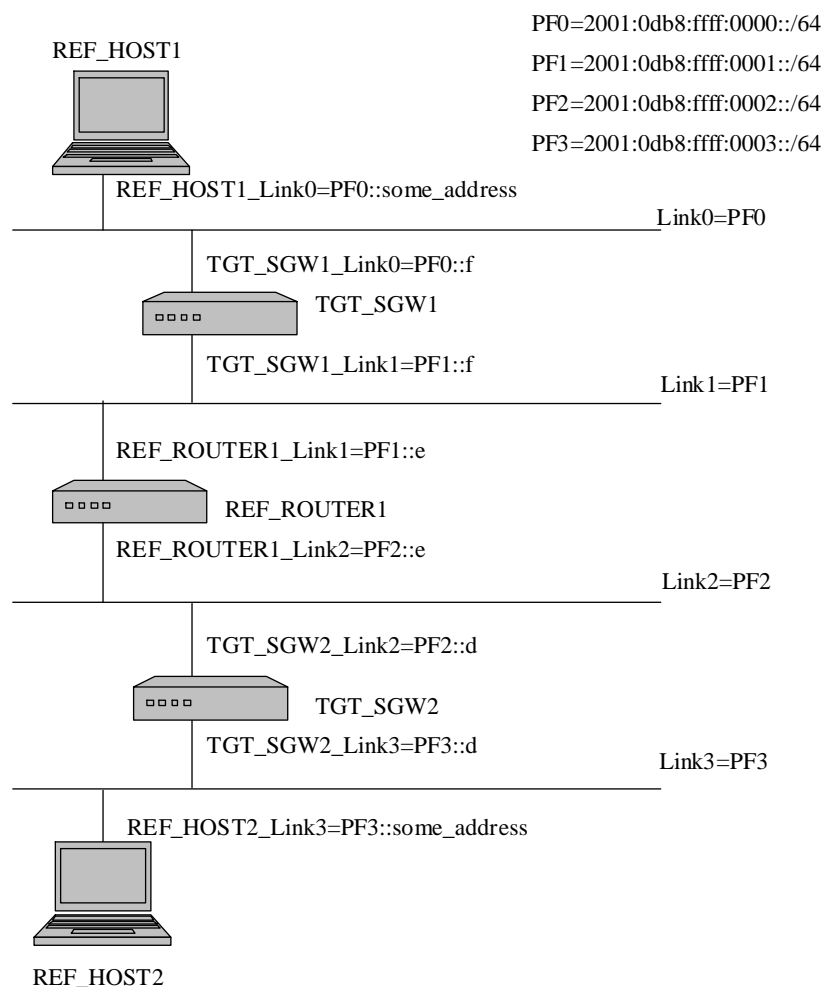 PF0=2001:0db8:ffff:0000::/64
REF_HOST1
PF1=2001:0db8:ffff:0001::/64
PF2=2001:0db8:ffff:0002::/64
PF3=2001:0db8:ffff:0003::/64
REF_HOST1_Link0=PF0::some_address
Link0=PF0
TGT_SGW1_Link0=PF0::f
TGT_SGW1
TGT_SGW1_Link1=PF1::f
Link1=PF1
REF_ROUTER1_Link1=PF1::e
REF_ROUTER1
REF_ROUTER1_Link2=PF2::e
Link2=PF2
TGT_SGW2_Link2=PF2::d
TGT_SGW2
TGT_SGW2_Link3=PF3::d
Link3=PF3
REF_HOST2_Link3=PF3::some_address
REF_HOST2